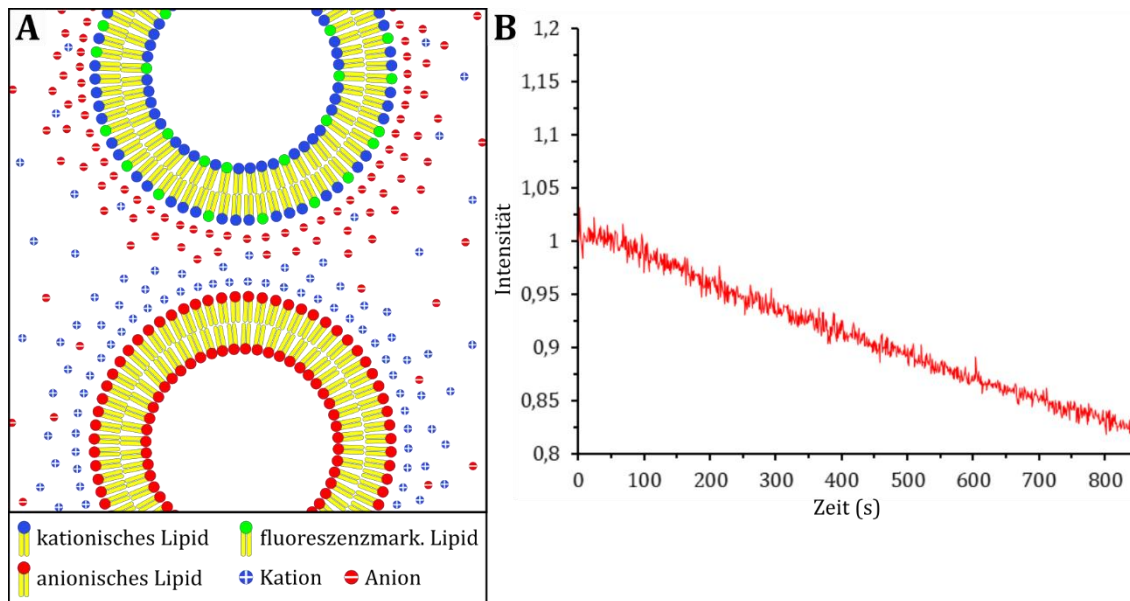 A
kationisches Lipid
fluoreszenzmark. Lipid
anionisches Lipid
Kation
Anion
B
Intensität
1,2
1,15
1,1
1,05
1
0,95
0,9
0,85
0,8
0 100 200 300 400 500 600 700 800
Zeit (s)